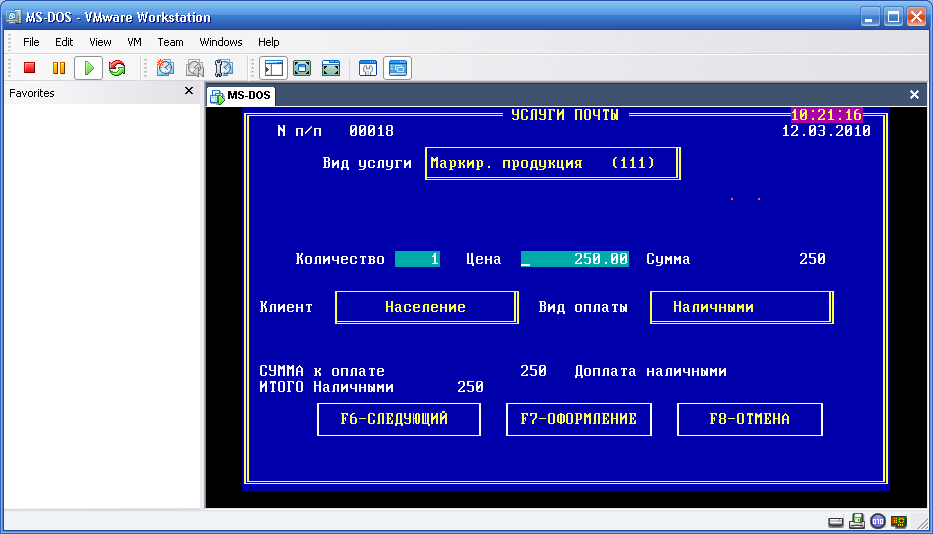 MS-DOS - VMware Workstation
File Edit View VM Team Windows Help
Favorites
MS-DOS
УСЛУГИ ПОЧТЫ 10:21:16
N п/п 00018 12.03.2010
Вид услуги Маркир. продукция (111)
Количество 1 Цена 250.00 Сумма 250
Клиент Население Вид оплаты Наличными
СУММА к оплате 250 Доплата наличными
ИТОГО Наличными 250
F6-СЛЕДУЮЩИЙ F7-ОФОРМЛЕНИЕ F8-ОТМЕНА